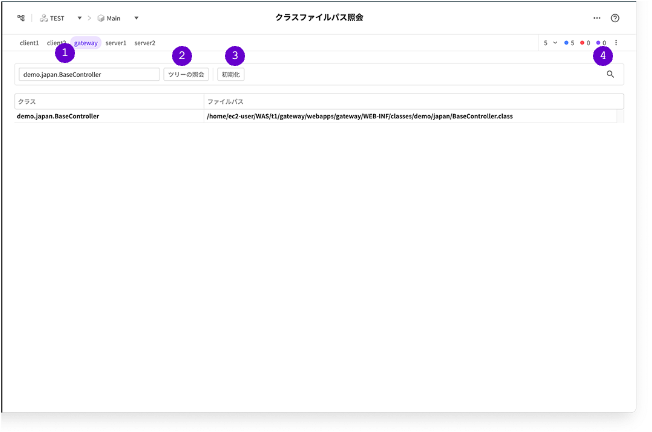 TEST Main クラスファイルパス照会
client1 gateway server1 server2 5 5 0 0
1 2 3 4
demo.japan.BaseController ツリーの照会 初期化
クラス ファイルパス
demo.japan.BaseController /home/ec2-user/WAS/t1/gateway/webapps/gateway/WEB-INF/classes/demo/japan/BaseController.class